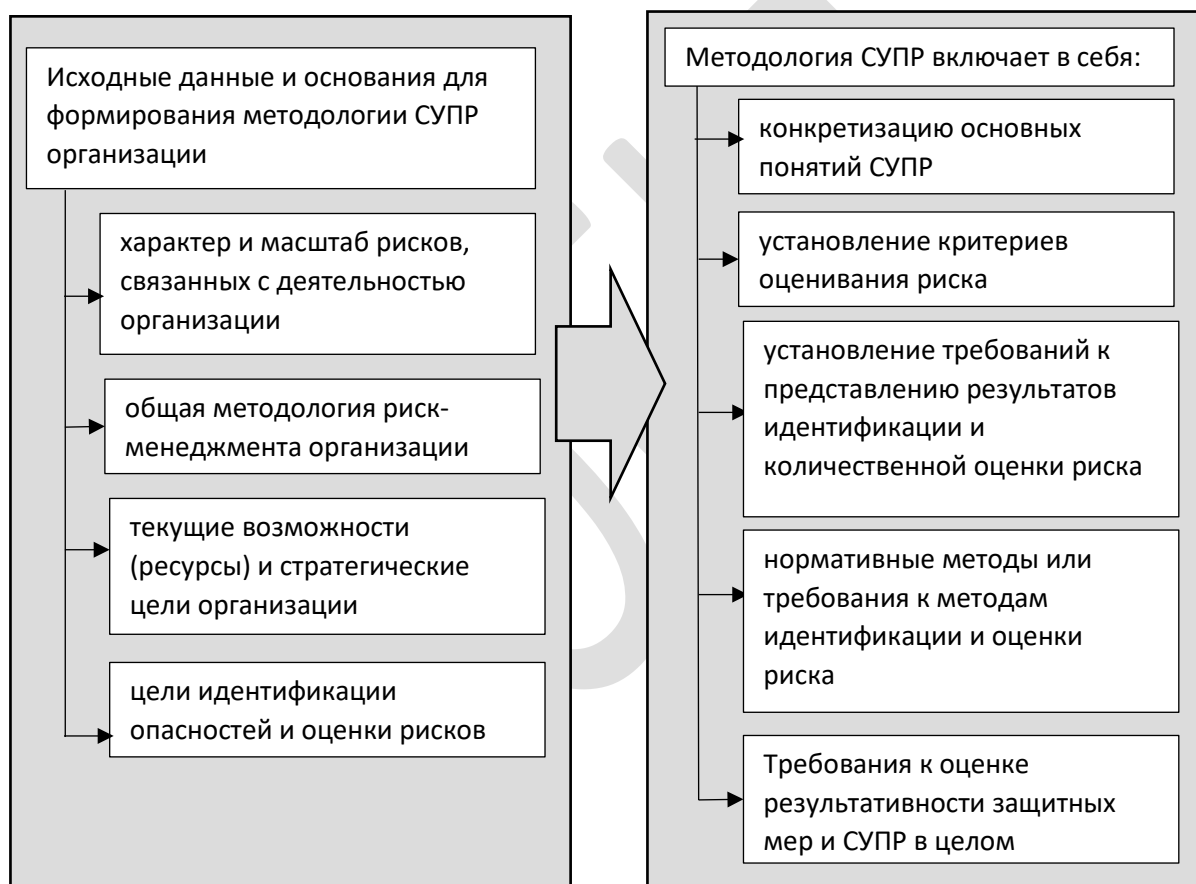 Исходные данные и основания для
формирования методологии СУПР
организации
характер и масштаб рисков,
связанных с деятельностью
организации
общая методология риск-
менеджмента организации
текущие возможности
(ресурсы) и стратегические
цели организации
цели идентификации
опасностей и оценки рисков
Методология СУПР включает в себя:
конкретизацию основных
понятий СУПР
установление критериев
оценивания риска
установление требований к
представлению результатов
идентификации и
количественной оценки риска
нормативные методы или
требования к методам
идентификации и оценки
риска
Требования к оценке
результативности защитных
мер и СУПР в целом